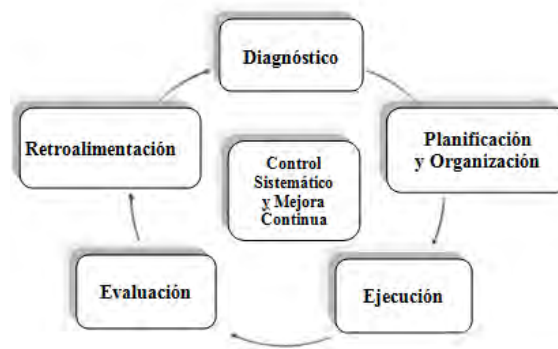 Diagnóstico
Planificación
y Organización
Retroalimentación
Control
Sistemático
y Mejora
Continua
Evaluación
Ejecución